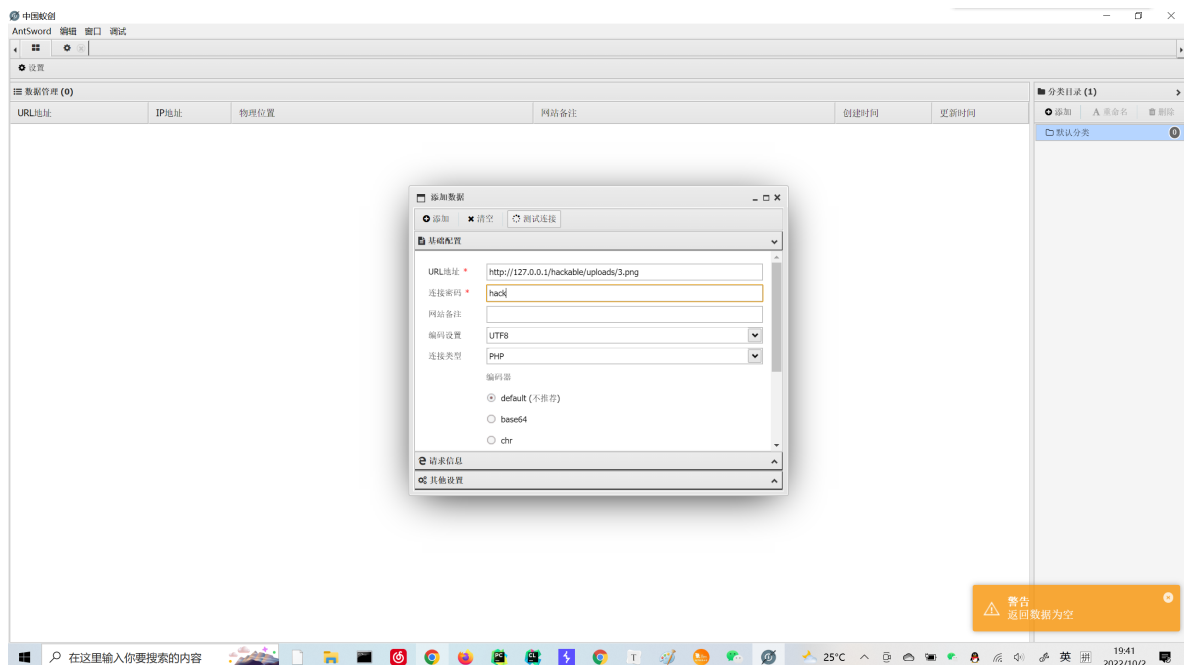 中国蚁剑
AntSword 编辑 窗口 调试
设置
数据管理 (0)
分类目录 (1)
URL地址 IP地址 物理位置 网站备注 创建时间 更新时间
添加 重命名 删除
默认分类 0
添加数据
添加 清空 测试连接
基础配置
URL地址 * http://127.0.0.1/hackable/uploads/3.png
连接密码 * hack
网站备注
编码设置 UTF8
连接类型 PHP
编码器
default (不推荐)
base64
chr
请求信息
其他设置
警告
返回数据为空
在这里输入你要搜索的内容
25°C 英 拼 19:41
2022/10/2